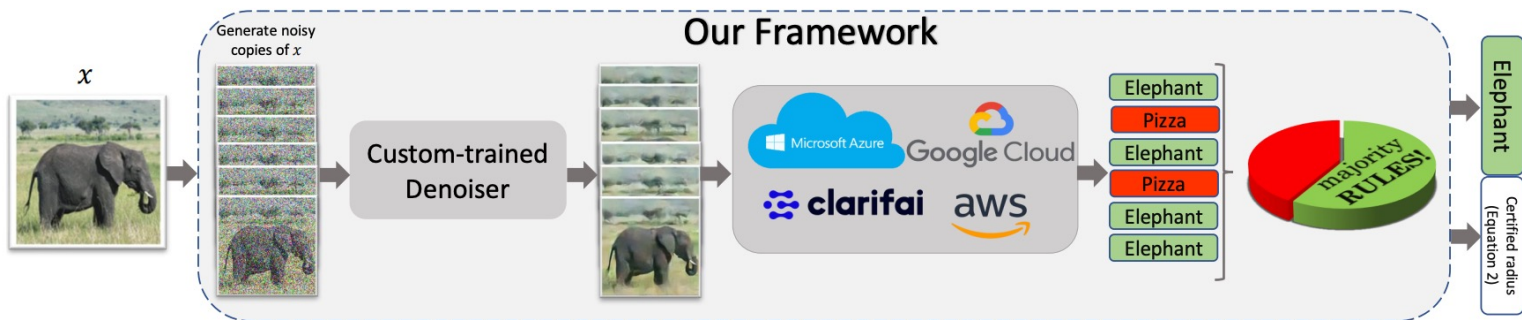 Our Framework
x
Generate noisy
copies of x
Custom-trained
Denoiser
Microsoft Azure
Google Cloud
clarifai
aws
Elephant
Pizza
Elephant
Pizza
Elephant
Elephant
majority
RULES!
Elephant
Certified radius
(Equation 2)